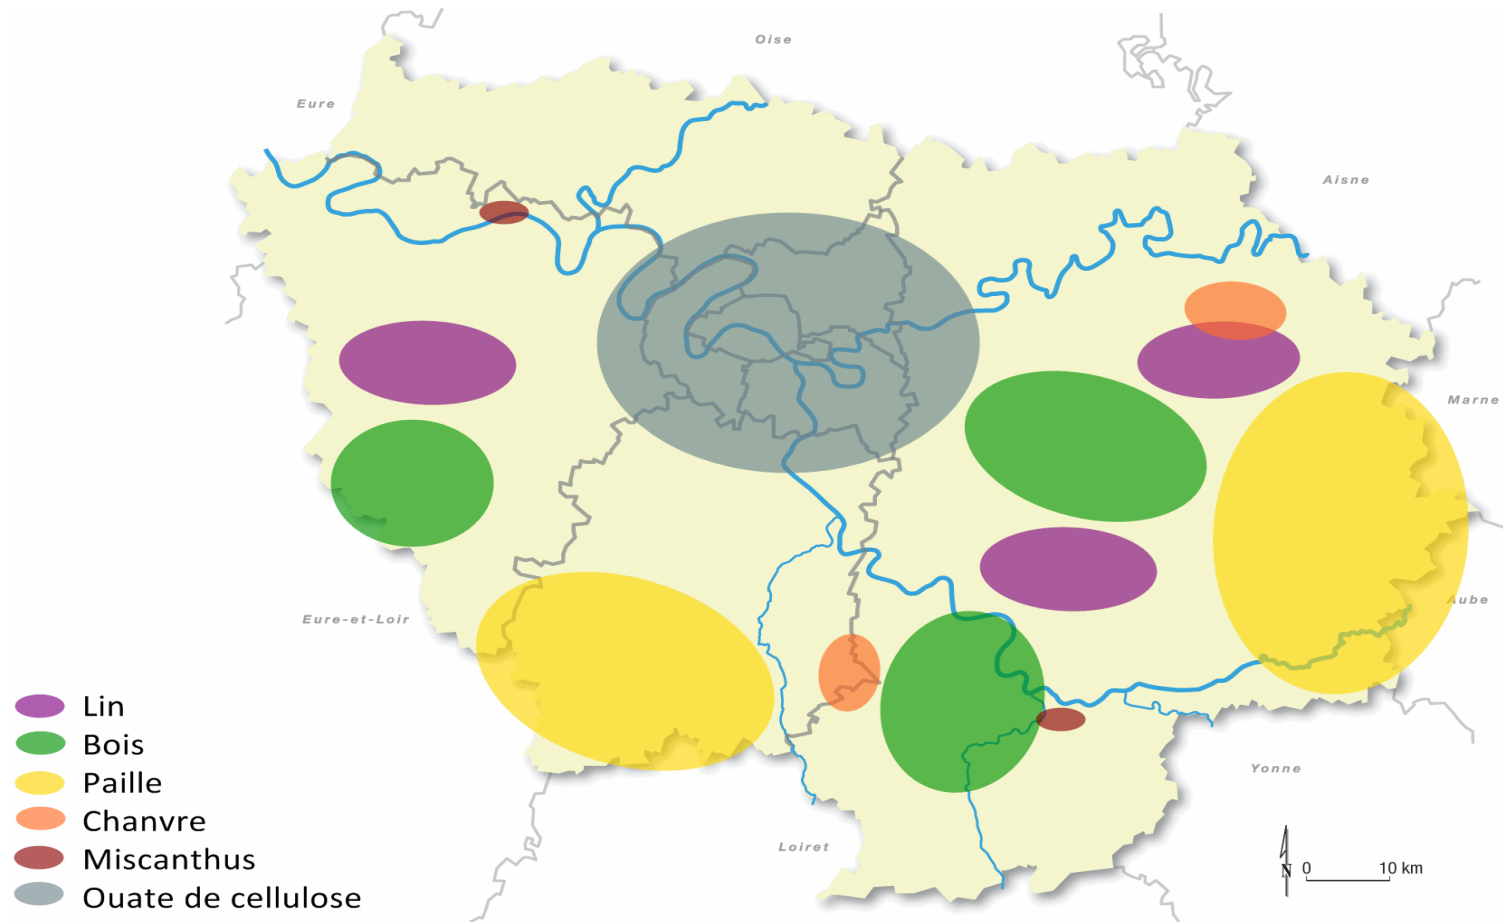 Oise
Eure
Aisne
Marne
Aube
Eure-et-Loir
Lin
Bois
Paille
Chanvre
Miscanthus
Ouate de cellulose
Yonne
Loiret
N 0 10 km